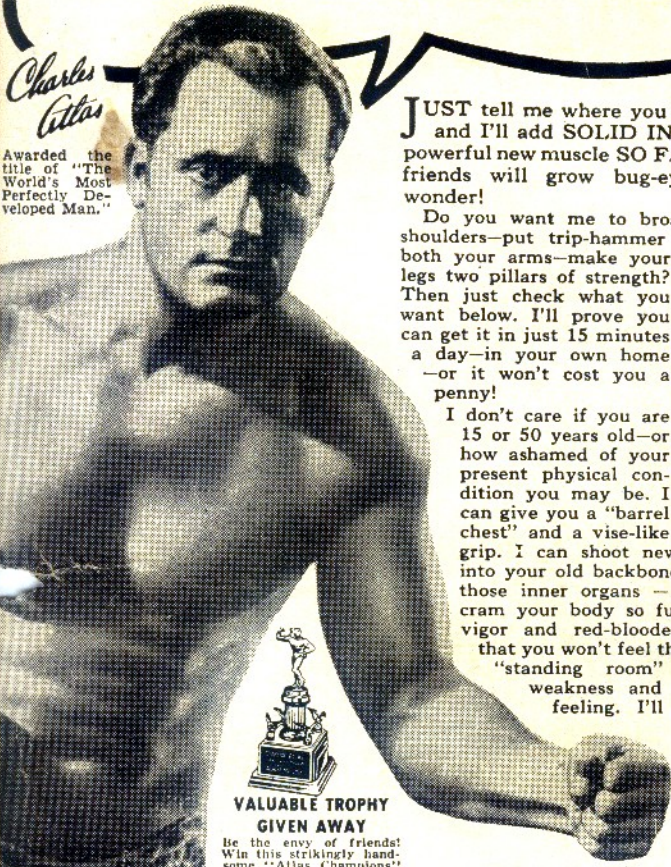 Charles
Atlas
Awarded the
title of "The
World's Most
Perfectly De-
veloped Man."
JUST tell me where you
and I'll add SOLID IN
powerful new muscle SO FA
friends will grow bug-ey
wonder!
Do you want me to bro
shoulders—put trip-hammer
both your arms—make your
legs two pillars of strength?
Then just check what you
want below. I'll prove you
can get it in just 15 minutes
a day—in your own home
—or it won't cost you a
penny!
I don't care if you are
15 or 50 years old—or
how ashamed of your
present physical con-
dition you may be. I
can give you a "barrel
chest" and a vise-like
grip. I can shoot new
into your old backbon
those inner organs —
cram your body so fu
vigor and red-bloode
that you won't feel th
"standing room"
weakness and
feeling. I'll
VALUABLE TROPHY
GIVEN AWAY
Be the envy of friends!
Win this strikingly hand-
some "Atlas Champions"